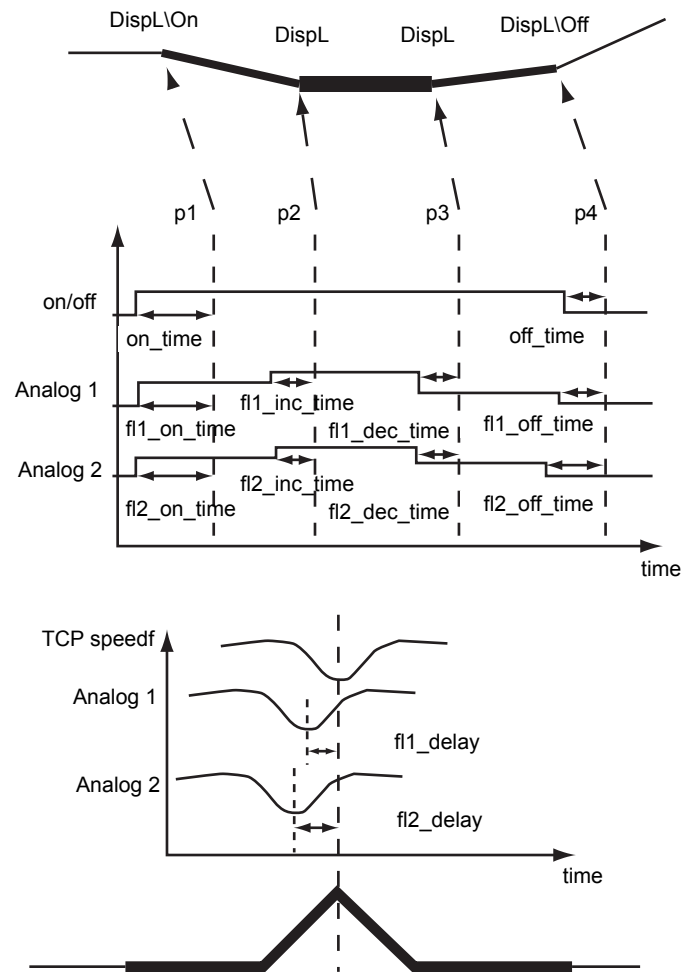 DispL\On DispL DispL DispL\Off
p1 p2 p3 p4
on/off
on_time off_time
Analog 1
fl1_on_time fl1_inc_time fl1_dec_time fl1_off_time
Analog 2
fl2_on_time fl2_inc_time fl2_dec_time fl2_off_time
time
TCP speedf
Analog 1
fl1_delay
Analog 2
fl2_delay
time